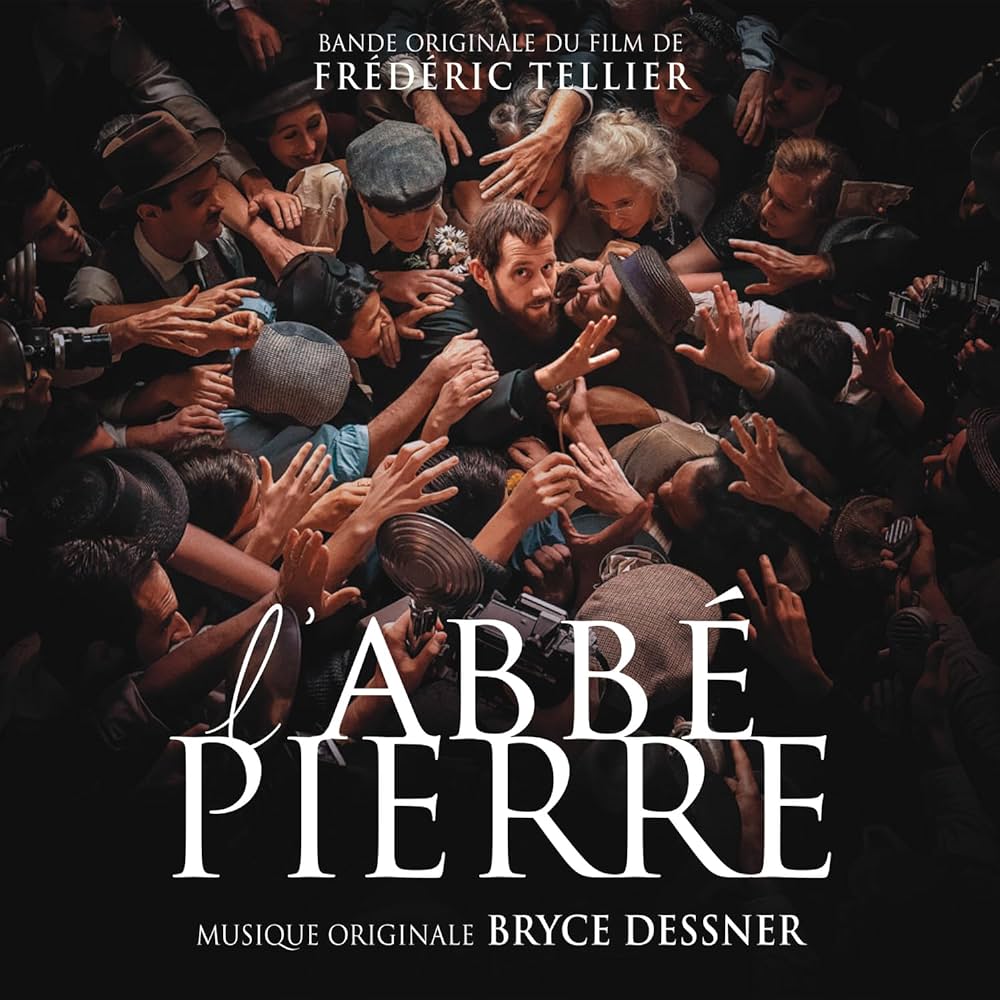 BANDE ORIGINALE DU FILM DE
FRÉDÉRIC TELLIER
l'ABBÉ
PIERRE
MUSIQUE ORIGINALE BRYCE DESSNER